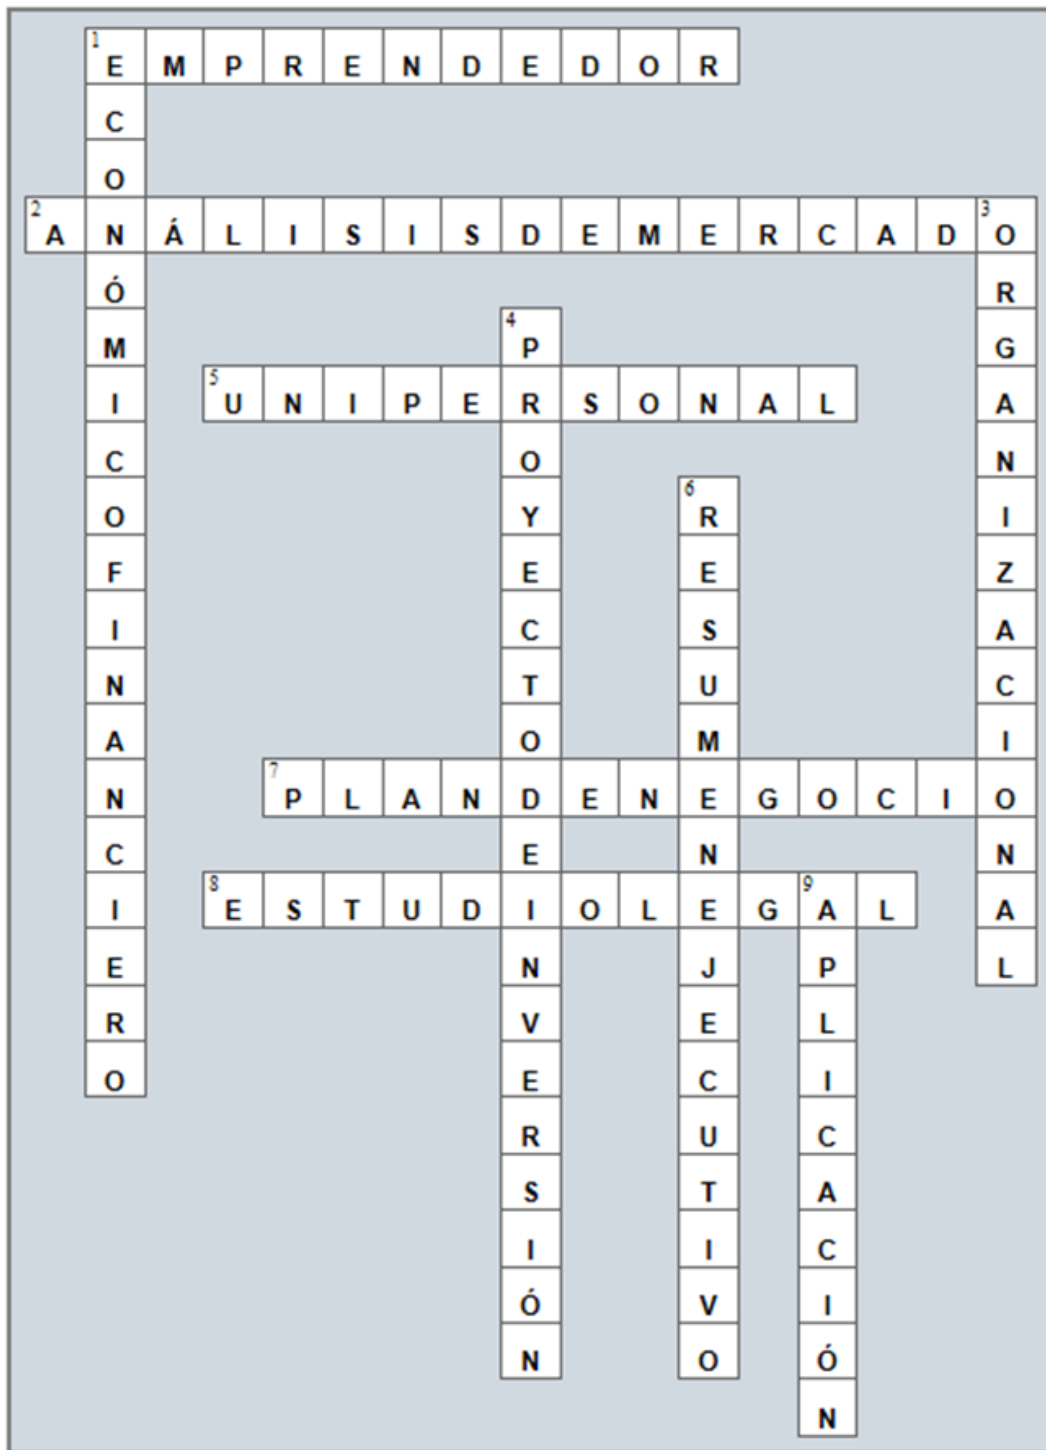 1 EMPRENDEDOR
ECONÓMICOFINANCIERO
2 ANÁLISISDEMERCADO
3 ORGANIZACIONAL
4 PROYECTODEINVERSIÓN
5 UNIPERSONAL
6 RESUMENEJECUTIVO
7 PLANDENEGOCIO
8 ESTUDIOLEGAL
9 APLICACIÓN